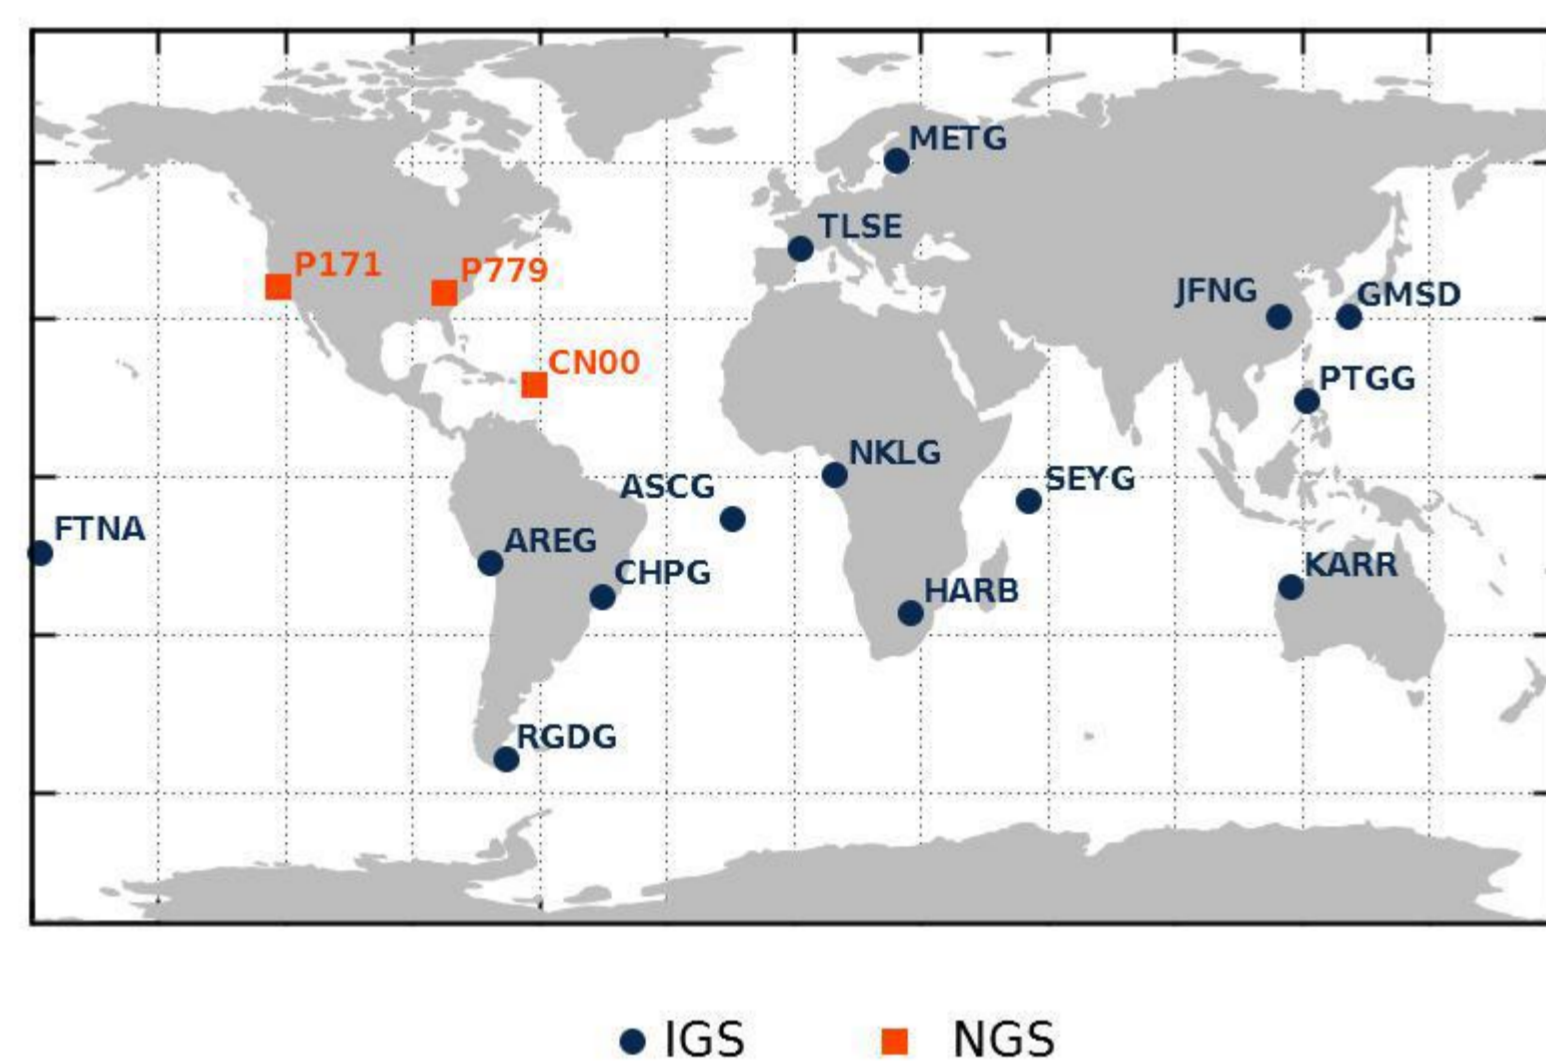 METG
TLSE
P171
P779
JFNG
GMSD
CN00
PTGG
NKLG
SEYG
ASCG
FTNA
AREG
CHPG
KARR
HARB
RGDG
IGS
NGS